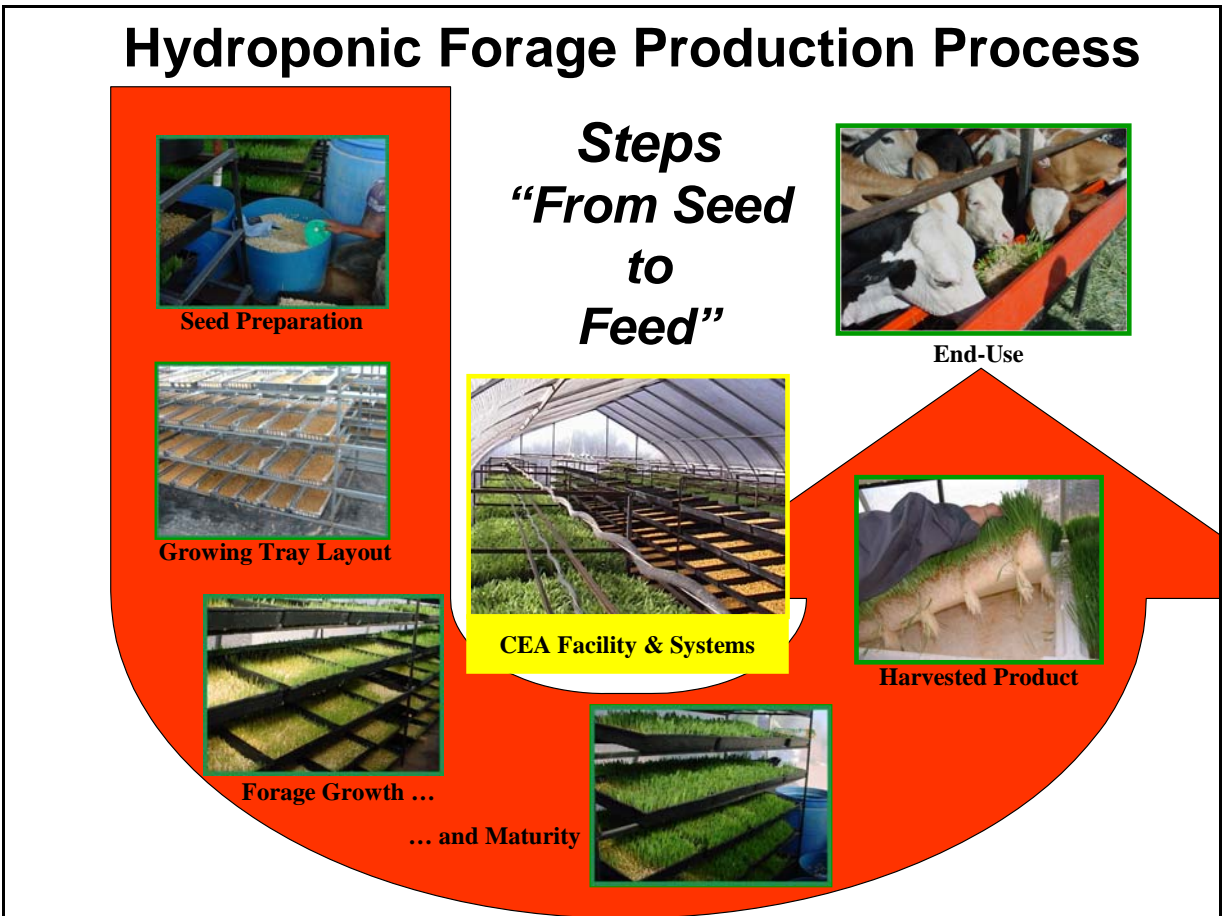 Hydroponic Forage Production Process
Steps
“From Seed
to
Feed”
Seed Preparation
Growing Tray Layout
Forage Growth …
… and Maturity
CEA Facility & Systems
Harvested Product
End-Use